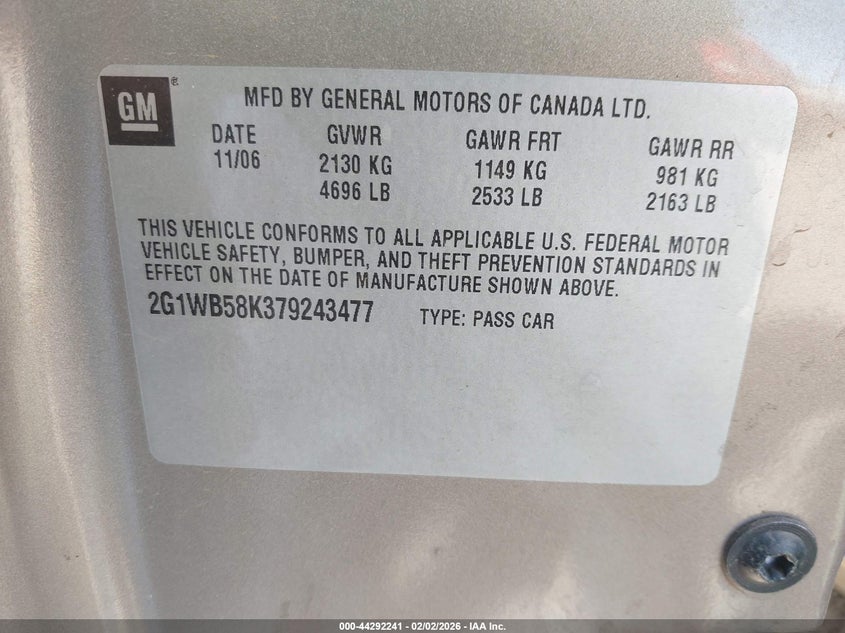 GM®
MFD BY GENERAL MOTORS OF CANADA LTD.
DATE GVWR GAWR FRT GAWR RR
11/06 2130 KG 1149 KG 981 KG
4696 LB 2533 LB 2163 LB
THIS VEHICLE CONFORMS TO ALL APPLICABLE U.S. FEDERAL MOTOR
VEHICLE SAFETY, BUMPER, AND THEFT PREVENTION STANDARDS IN
EFFECT ON THE DATE OF MANUFACTURE SHOWN ABOVE.
2G1WB58K379243477 TYPE: PASS CAR
000-44292241 - 02/02/2026 - IAA Inc.